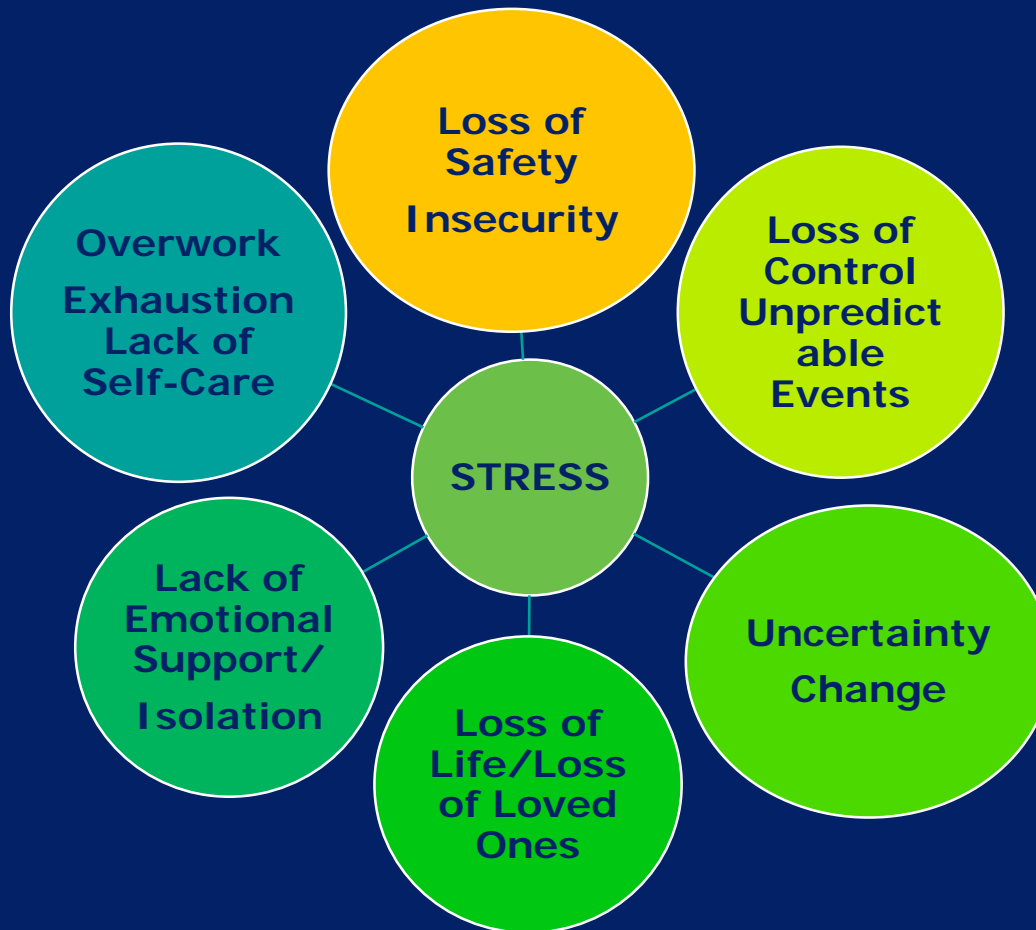 Loss of
Safety
Insecurity
Overwork
Exhaustion
Lack of
Self-Care
Loss of
Control
Unpredict
able
Events
STRESS
Lack of
Emotional
Support/
Isolation
Uncertainty
Change
Loss of
Life/Loss
of Loved
Ones